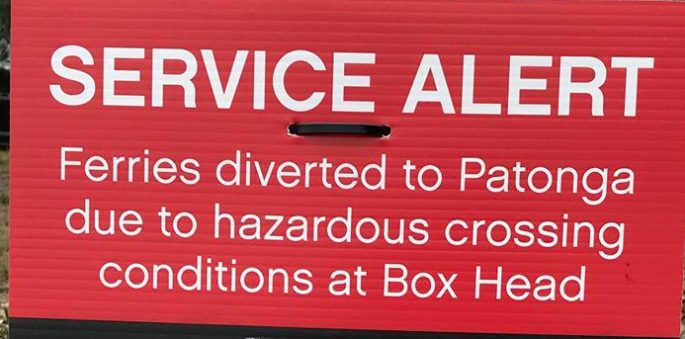 SERVICE ALERT
Ferries diverted to Patonga
due to hazardous crossing
conditions at Box Head